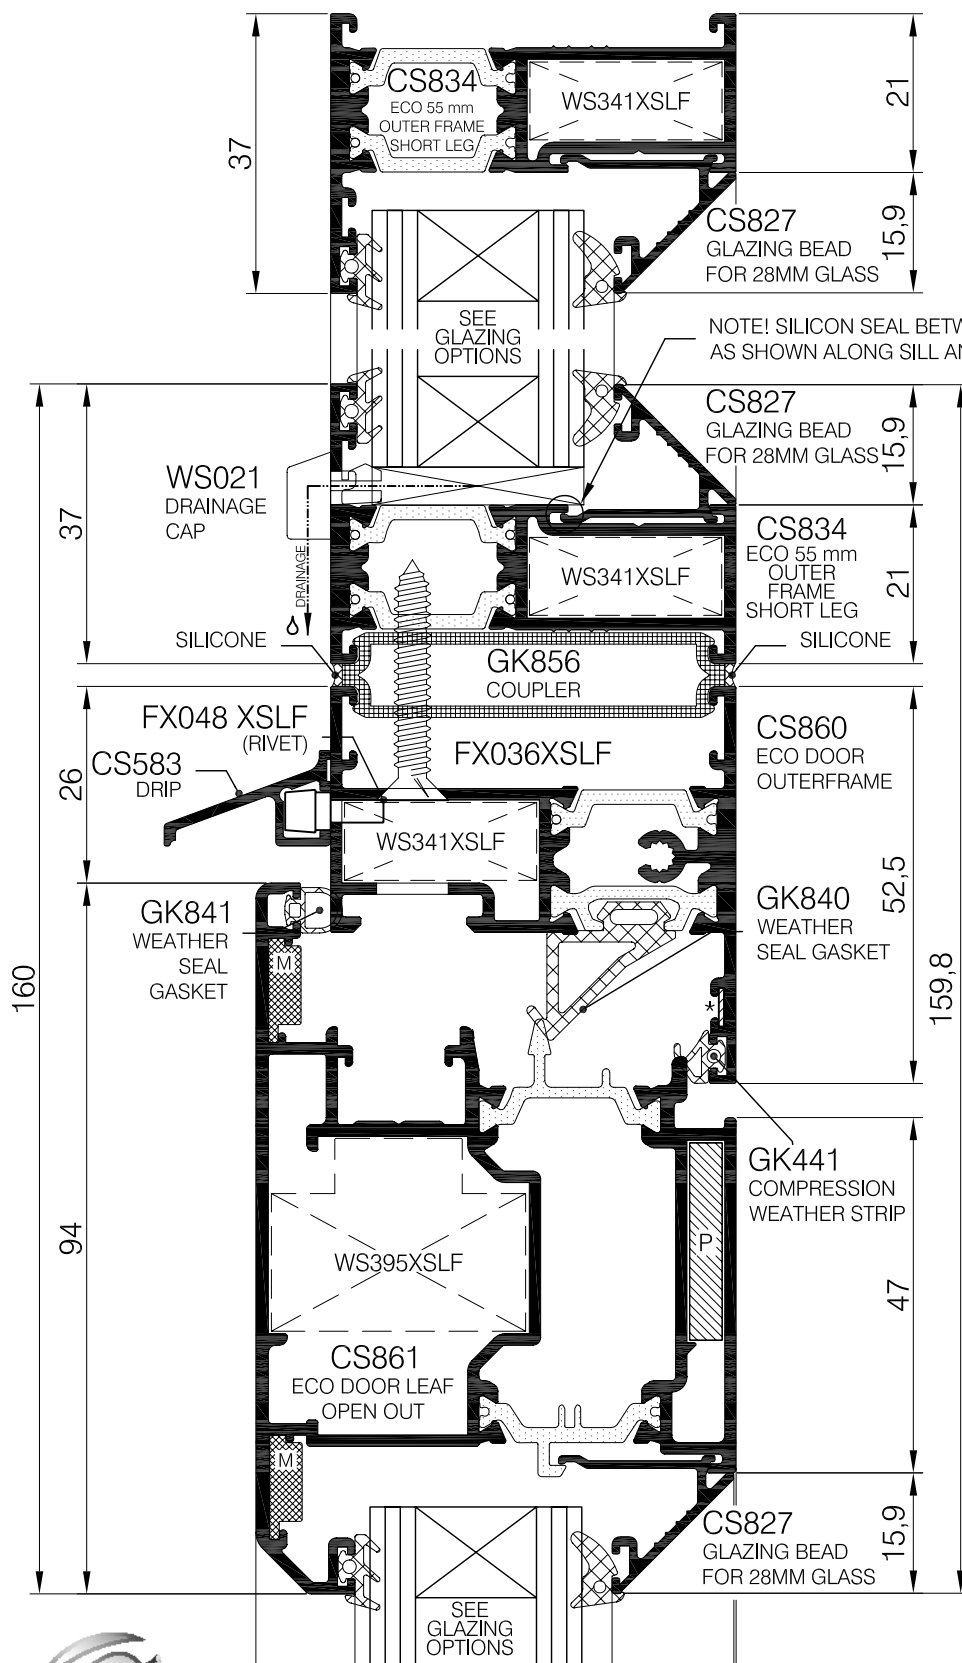 CS834
ECO 55 mm
OUTER FRAME
SHORT LEG
WS341XSLF
21
37
CS827
GLAZING BEAD
FOR 28MM GLASS
15,9
SEE
GLAZING
OPTIONS
NOTE! SILICON SEAL
AS SHOWN ALONG SILL
CS827
GLAZING BEAD
FOR 28MM GLASS
15,9
WS021
DRAINAGE
CAP
37
DRAINAGE
WS341XSLF
CS834
ECO 55 mm
OUTER
FRAME
SHORT LEG
21
SILICONE
SILICONE
GK856
COUPLER
FX048 XSLF
(RIVET)
FX036XSLF
CS860
ECO DOOR
OUTERFRAME
CS583
DRIP
26
WS341XSLF
52,5
GK841
WEATHER
SEAL
GASKET
GK840
WEATHER
SEAL GASKET
M
*
160
159,8
GK441
COMPRESSION
WEATHER STRIP
P
94
WS395XSLF
47
CS861
ECO DOOR LEAF
OPEN OUT
M
CS827
GLAZING BEAD
FOR 28MM GLASS
15,9
SEE
GLAZING
OPTIONS